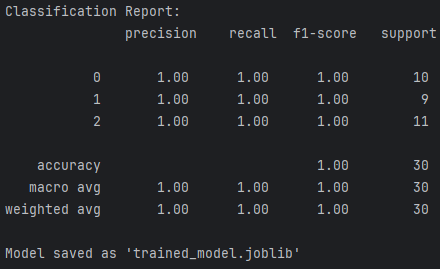 Classification Report:
              precision    recall  f1-score   support

           0       1.00      1.00      1.00        10
           1       1.00      1.00      1.00         9
           2       1.00      1.00      1.00        11

    accuracy                           1.00        30
   macro avg       1.00      1.00      1.00        30
weighted avg       1.00      1.00      1.00        30

Model saved as 'trained_model.joblib'